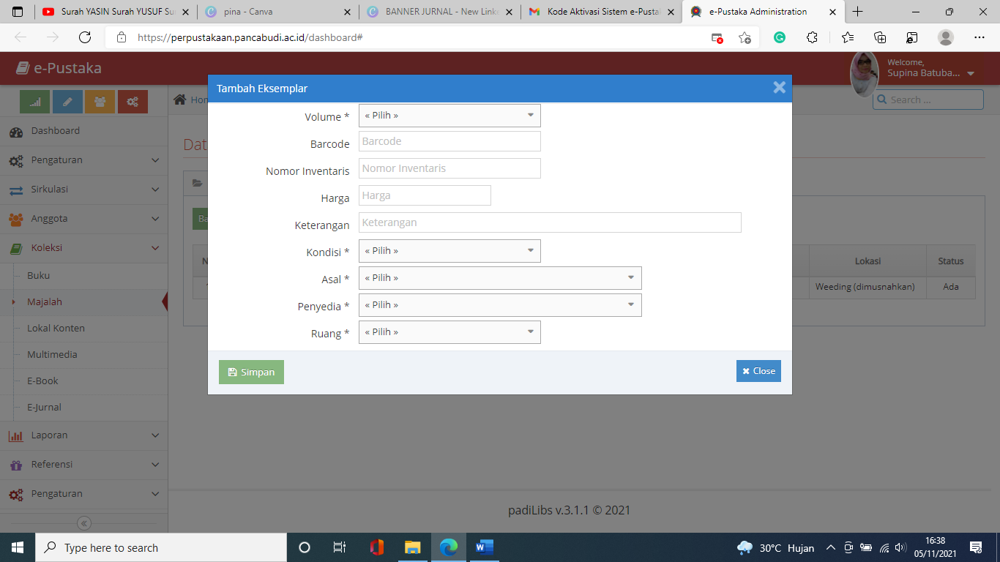 Surah YASIN Surah YUSUF Su
pina - Canva
BANNER JURNAL - New Linke
Kode Aktivasi Sistem e-Pustak
e-Pustaka Administration
https://perpustakaan.pancabudi.ac.id/dashboard#
e-Pustaka
Welcome,
Supina Batuba...
Tambah Eksemplar
Hom
Search ...
Dashboard
Pengaturan
Sirkulasi
Anggota
Koleksi
Buku
Majalah
Lokal Konten
Multimedia
E-Book
E-Jurnal
Laporan
Referensi
Pengaturan
Dat
Ba
N
Volume *
« Pilih »
Barcode
Barcode
Nomor Inventaris
Nomor Inventaris
Harga
Harga
Keterangan
Keterangan
Kondisi *
« Pilih »
Asal *
« Pilih »
Penyedia *
« Pilih »
Ruang *
« Pilih »
Simpan
Close
Lokasi
Status
Weeding (dimusnahkan)
Ada
padiLibs v.3.1.1 © 2021
Type here to search
30°C Hujan
16:38
05/11/2021